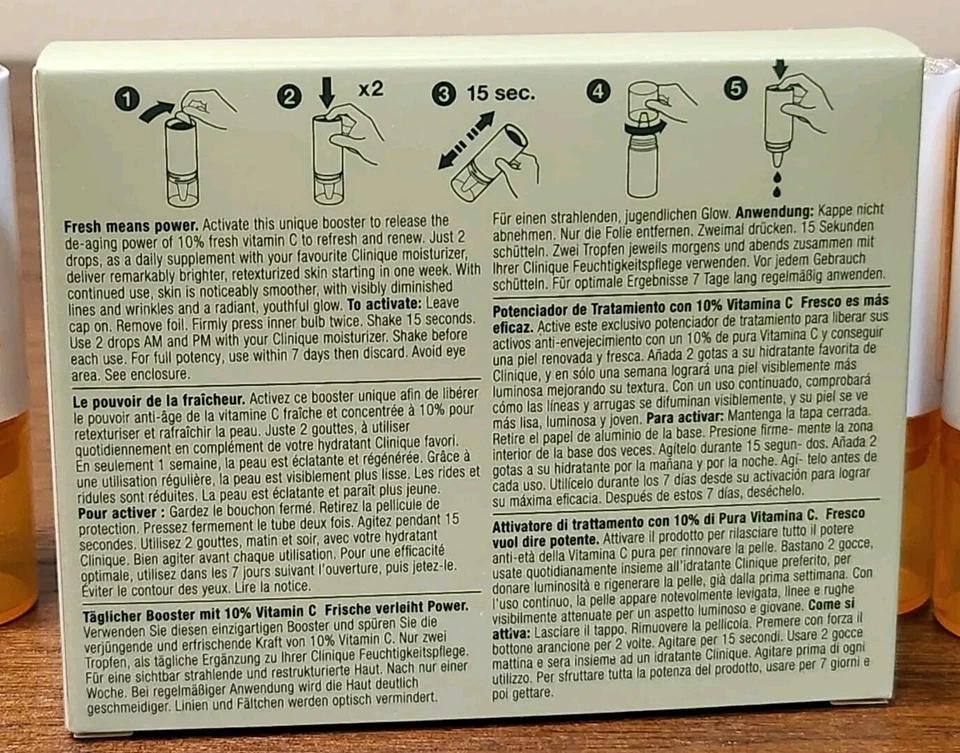 1 2 x2 3 15 sec. 4 5
Fresh means power. Activate this unique booster to release the
de-aging power of 10% fresh vitamin C to refresh and renew. Just 2
drops, as a daily supplement with your favourite Clinique moisturizer,
deliver remarkably brighter, retexturized skin starting in one week. With
continued use, skin is noticeably smoother, with visibly diminished
lines and wrinkles and a radiant, youthful glow. To activate: Leave
cap on. Remove foil. Firmly press inner bulb twice. Shake 15 seconds.
Use 2 drops AM and PM with your Clinique moisturizer. Shake before
each use. For full potency, use within 7 days then discard. Avoid eye
area. See enclosure.
Le pouvoir de la fraîcheur. Activez ce booster unique afin de libérer
le pouvoir anti-âge de la vitamine C fraîche et concentrée à 10% pour
retexturiser et rafraîchir la peau. Juste 2 gouttes, à utiliser
quotidiennement en complément de votre hydratant Clinique favori.
En seulement 1 semaine, la peau est éclatante et régénérée. Grâce à
une utilisation régulière, la peau est visiblement plus lisse. Les rides et
ridules sont réduites. La peau est éclatante et paraît plus jeune.
Pour activer : Gardez le bouchon fermé. Retirez la pellicule de
protection. Pressez fermement le tube deux fois. Agitez pendant 15
secondes. Utilisez 2 gouttes, matin et soir, avec votre hydratant
Clinique. Bien agiter avant chaque utilisation. Pour une efficacité
optimale, utilisez dans les 7 jours suivant l'ouverture, puis jetez-le.
Éviter le contour des yeux. Lire la notice.
Täglicher Booster mit 10% Vitamin C Frische verleiht Power.
Verwenden Sie diesen einzigartigen Booster und spüren Sie die
verjüngende und erfrischende Kraft von 10% Vitamin C. Nur zwei
Tropfen, als tägliche Ergänzung zu Ihrer Clinique Feuchtigkeitspflege.
Für eine sichtbar strahlende und restrukturierte Haut. Nach nur einer
Woche. Bei regelmäßiger Anwendung wird die Haut deutlich
geschmeidiger. Linien und Fältchen werden optisch vermindert.
Für einen strahlenden, jugendlichen Glow. Anwendung: Kappe nicht
abnehmen. Nur die Folie entfernen. Zweimal drücken. 15 Sekunden
schütteln. Zwei Tropfen jeweils morgens und abends zusammen mit
Ihrer Clinique Feuchtigkeitspflege verwenden. Vor jedem Gebrauch
schütteln. Für optimale Ergebnisse 7 Tage lang regelmäßig anwenden.
Potenciador de Tratamiento con 10% Vitamina C Fresco es más
eficaz. Active este exclusivo potenciador de tratamiento para liberar sus
activos anti-envejecimiento con un 10% de pura Vitamina C y conseguir
una piel renovada y fresca. Añada 2 gotas a su hidratante favorita de
Clinique, y en sólo una semana logrará una piel visiblemente más
luminosa mejorando su textura. Con un uso continuado, comprobará
cómo las líneas y arrugas se difuminan visiblemente, y su piel se ve
más lisa, luminosa y joven. Para activar: Mantenga la tapa cerrada.
Retire el papel de aluminio de la base. Presione firme- mente la zona
interior de la base dos veces. Agítelo durante 15 segun- dos. Añada 2
gotas a su hidratante por la mañana y por la noche. Agí- telo antes de
cada uso. Utilícelo durante los 7 días desde su activación para lograr
su máxima eficacia. Después de estos 7 días, deséchelo.
Attivatore di trattamento con 10% di Pura Vitamina C. Fresco
vuol dire potente. Attivare il prodotto per rilasciare tutto il potere
anti-età della Vitamina C pura per rinnovare la pelle. Bastano 2 gocce,
usate quotidianamente insieme all'idratante Clinique preferito, per
donare luminosità e rigenerare la pelle, già dalla prima settimana. Con
l'uso continuo, la pelle appare notevolmente levigata, linee e rughe
visibilmente attenuate per un aspetto luminoso e giovane. Come si
attiva: Lasciare il tappo. Rimuovere la pellicola. Premere con forza il
bottone arancione per 2 volte. Agitare per 15 secondi. Usare 2 gocce
mattina e sera insieme ad un idratante Clinique. Agitare prima di ogni
utilizzo. Per sfruttare tutta la potenza del prodotto, usare per 7 giorni e
poi gettare.